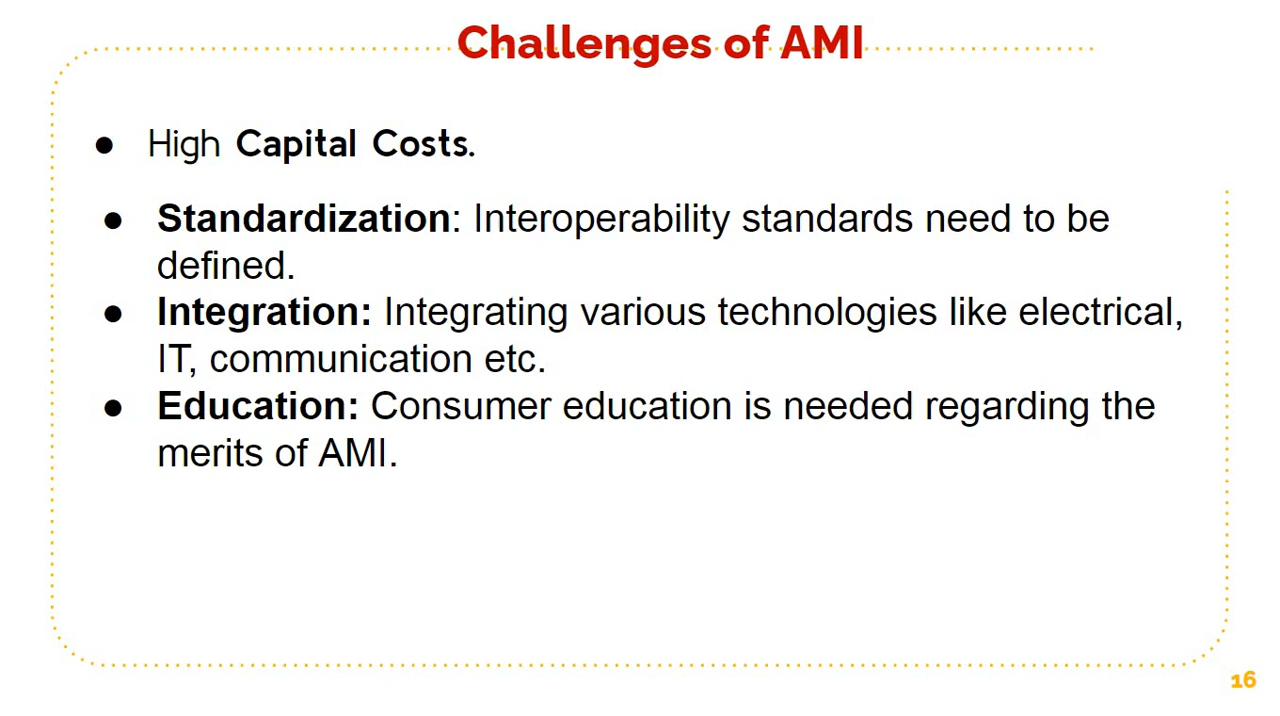 Challenges of AMI
● High Capital Costs.
● Standardization: Interoperability standards need to be
defined.
● Integration: Integrating various technologies like electrical,
IT, communication etc.
● Education: Consumer education is needed regarding the
merits of AMI.
16